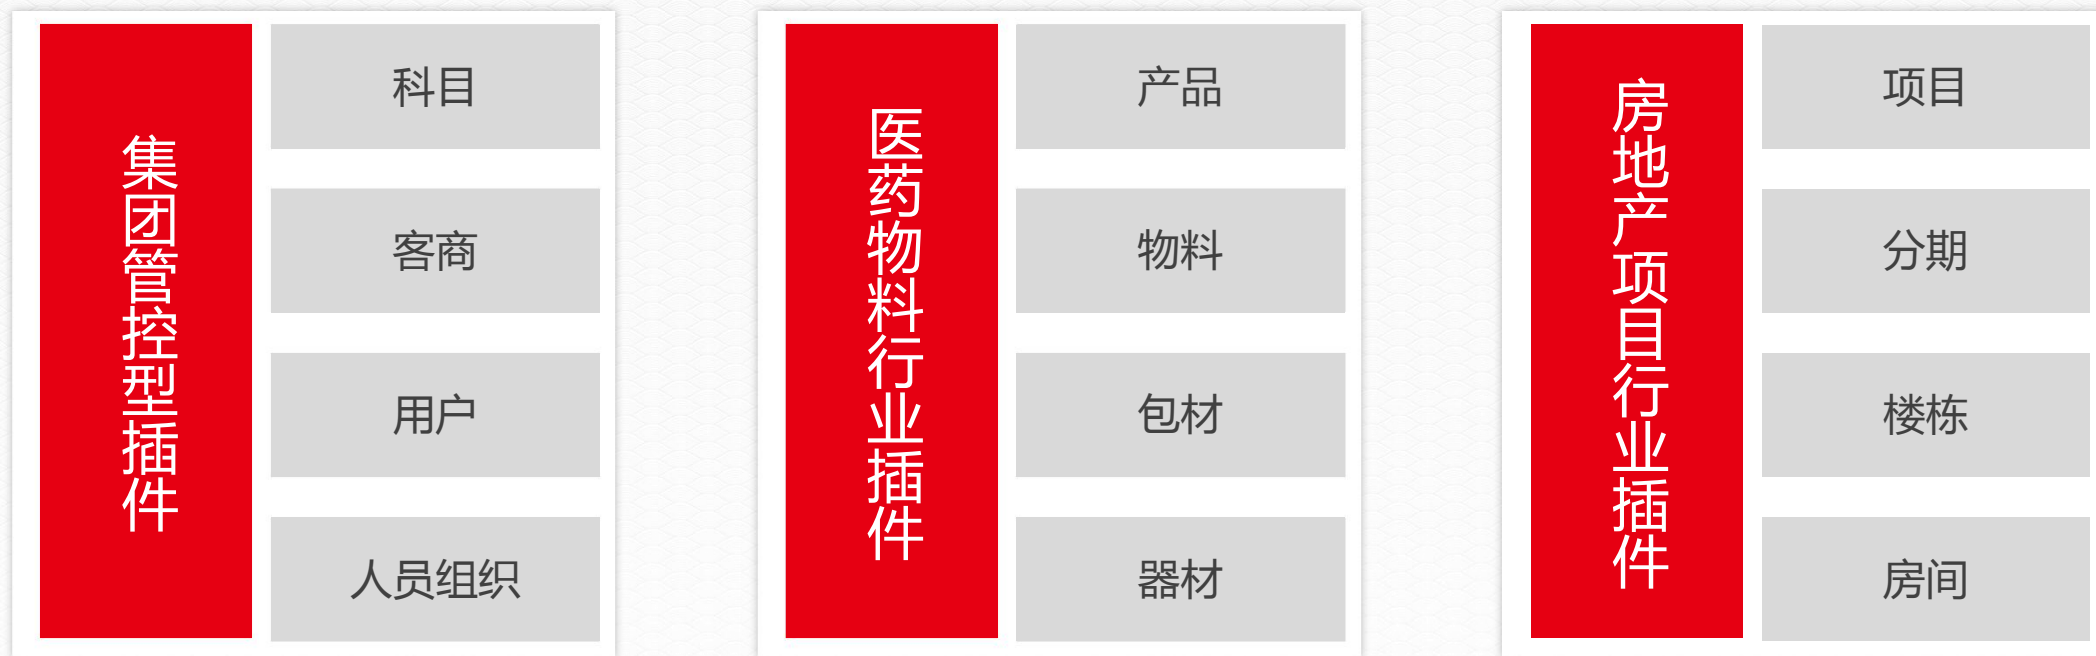 集团管控型插件
科目
客商
用户
人员组织
医药物料行业插件
产品
物料
包材
器材
房地产项目行业插件
项目
分期
楼栋
房间